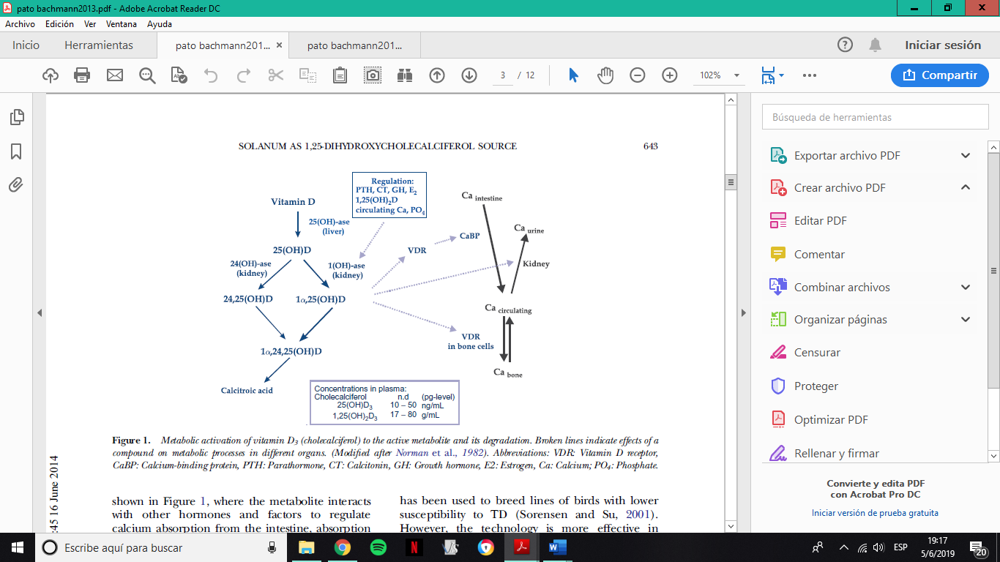 pato bachmann2013.pdf - Adobe Acrobat Reader DC
Archivo Edición Ver Ventana Ayuda
Inicio Herramientas pato bachmann201... × pato bachmann201... Iniciar sesión
3 / 12 102% Compartir
SOLANUM AS 1,25-DIHYDROXYCHOLECALCIFEROL SOURCE 643
Regulation:
PTH, CT, GH, E2
1,25(OH)2D
circulating Ca, PO4
Vitamin D
25(OH)-ase
(liver)
25(OH)D
24(OH)-ase
(kidney)
1(OH)-ase
(kidney)
24,25(OH)D
1α,25(OH)D
1α,24,25(OH)D
Calcitroic acid
VDR
CaBP
VDR
in bone cells
Ca intestine
Ca urine
Kidney
Ca circulating
Ca bone
Concentrations in plasma:
Cholecalciferol n.d (pg-level)
25(OH)D3 10 – 50 ng/mL
1,25(OH)2D3 17 – 80 g/mL
Figure 1. Metabolic activation of vitamin D3 (cholecalciferol) to the active metabolite and its degradation. Broken lines indicate effects of a
compound on metabolic processes in different organs. (Modified after Norman et al., 1982). Abbreviations: VDR: Vitamin D receptor,
CaBP: Calcium-binding protein, PTH: Parathormone, CT: Calcitonin, GH: Growth hormone, E2: Estrogen, Ca: Calcium; PO4: Phosphate.
:45 16 June 2014
shown in Figure 1, where the metabolite interacts
with other hormones and factors to regulate
calcium absorption from the intestine, absorption
has been used to breed lines of birds with lower
susceptibility to TD (Sorensen and Su, 2001).
However, the technology is more effective in
Búsqueda de herramientas
Exportar archivo PDF
Crear archivo PDF
Editar PDF
Comentar
Combinar archivos
Organizar páginas
Censurar
Proteger
Optimizar PDF
Rellenar y firmar
Convierte y edita PDF
con Acrobat Pro DC
Iniciar versión de prueba gratuita
Escribe aquí para buscar
ESP
19:17
5/6/2019
20